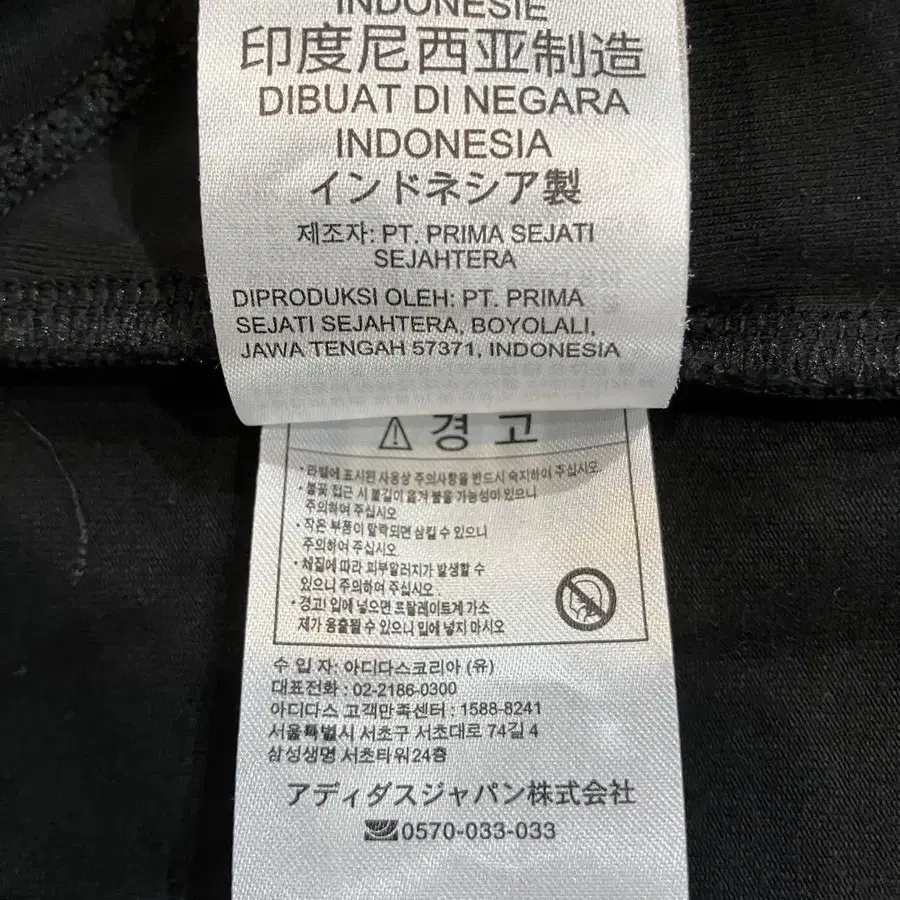 INDONESIE
印度尼西亚制造
DIBUAT DI NEGARA
INDONESIA
インドネシア製
제조자: PT. PRIMA SEJATI
SEJAHTERA
DIPRODUKSI OLEH: PT. PRIMA
SEJATI SEJAHTERA, BOYOLALI,
JAWA TENGAH 57371, INDONESIA
경 고
• 라벨에 표시된 사용상 주의사항을 반드시 숙지하여 주십시오
• 불꽃 접근 시 불길이 옮겨 붙을 가능성이 있으니
주의하여 주십시오
• 작은 부품이 탈락되면 삼킬 수 있으니
주의하여 주십시오
• 체질에 따라 피부알러지가 발생할 수
있으니 주의하여 주십시오.
• 경고! 입에 넣으면 프탈레이트계 가소
제가 용출될 수 있으니 입에 넣지 마시오
수 입 자: 아디다스코리아 (유)
대표전화 : 02-2186-0300
아디다스 고객만족센터 : 1588-8241
서울특별시 서초구 서초대로 74길 4
삼성생명 서초타워 24층
アディダスジャパン株式会社
0570-033-033